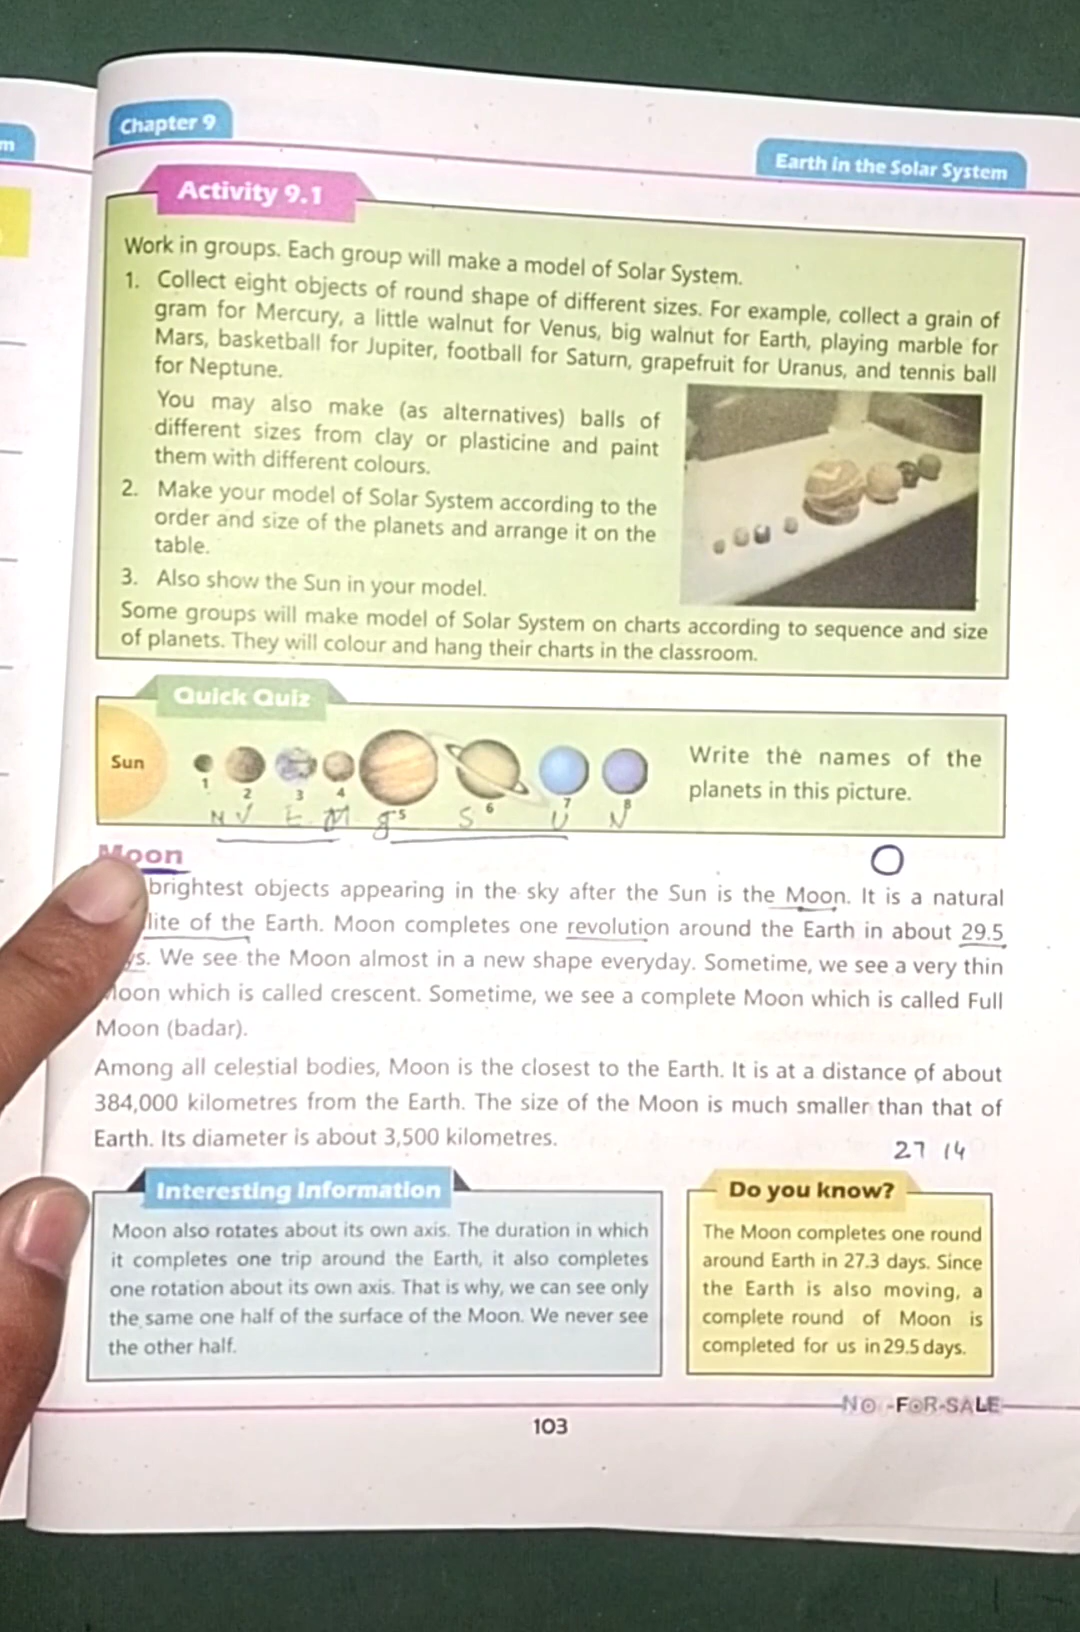 Chapter 9
m
Earth in the Solar System
Activity 9.1
Work in groups. Each group will make a model of Solar System.
1. Collect eight objects of round shape of different sizes. For example, collect a grain of
gram for Mercury, a little walnut for Venus, big walnut for Earth, playing marble for
Mars, basketball for Jupiter, football for Saturn, grapefruit for Uranus, and tennis ball
for Neptune.
You may also make (as alternatives) balls of
different sizes from clay or plasticine and paint
them with different colours.
2. Make your model of Solar System according to the
order and size of the planets and arrange it on the
table.
3. Also show the Sun in your model.
Some groups will make model of Solar System on charts according to sequence and size
of planets. They will colour and hang their charts in the classroom.
Quick Quiz
Sun
1 2 3 4 5 6 7 8
V E M S U N
Write the names of the
planets in this picture.
Moon
brightest objects appearing in the sky after the Sun is the Moon. It is a natural
lite of the Earth. Moon completes one revolution around the Earth in about 29.5
ys. We see the Moon almost in a new shape everyday. Sometime, we see a very thin
Moon which is called crescent. Sometime, we see a complete Moon which is called Full
Moon (badar).
Among all celestial bodies, Moon is the closest to the Earth. It is at a distance of about
384,000 kilometres from the Earth. The size of the Moon is much smaller than that of
Earth. Its diameter is about 3,500 kilometres.
27 14
Interesting Information
Moon also rotates about its own axis. The duration in which
it completes one trip around the Earth, it also completes
one rotation about its own axis. That is why, we can see only
the same one half of the surface of the Moon. We never see
the other half.
Do you know?
The Moon completes one round
around Earth in 27.3 days. Since
the Earth is also moving, a
complete round of Moon is
completed for us in 29.5 days.
NO -FOR-SALE
103